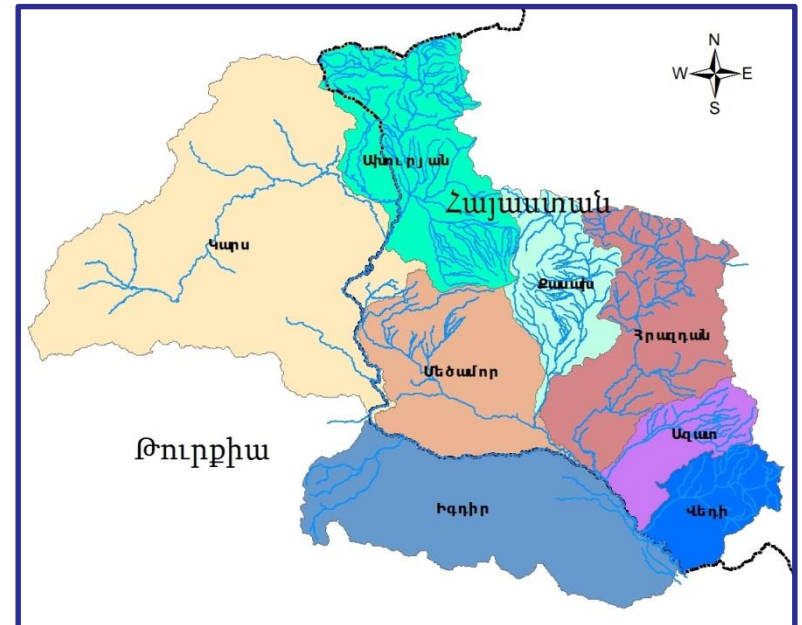 N
W E
S
Ախուրյան
Հայաստան
Կարս
Քասախ
Հրազդան
Մեծամոր
Ազատ
Թուրքիա
Իգդիր
Վեդի